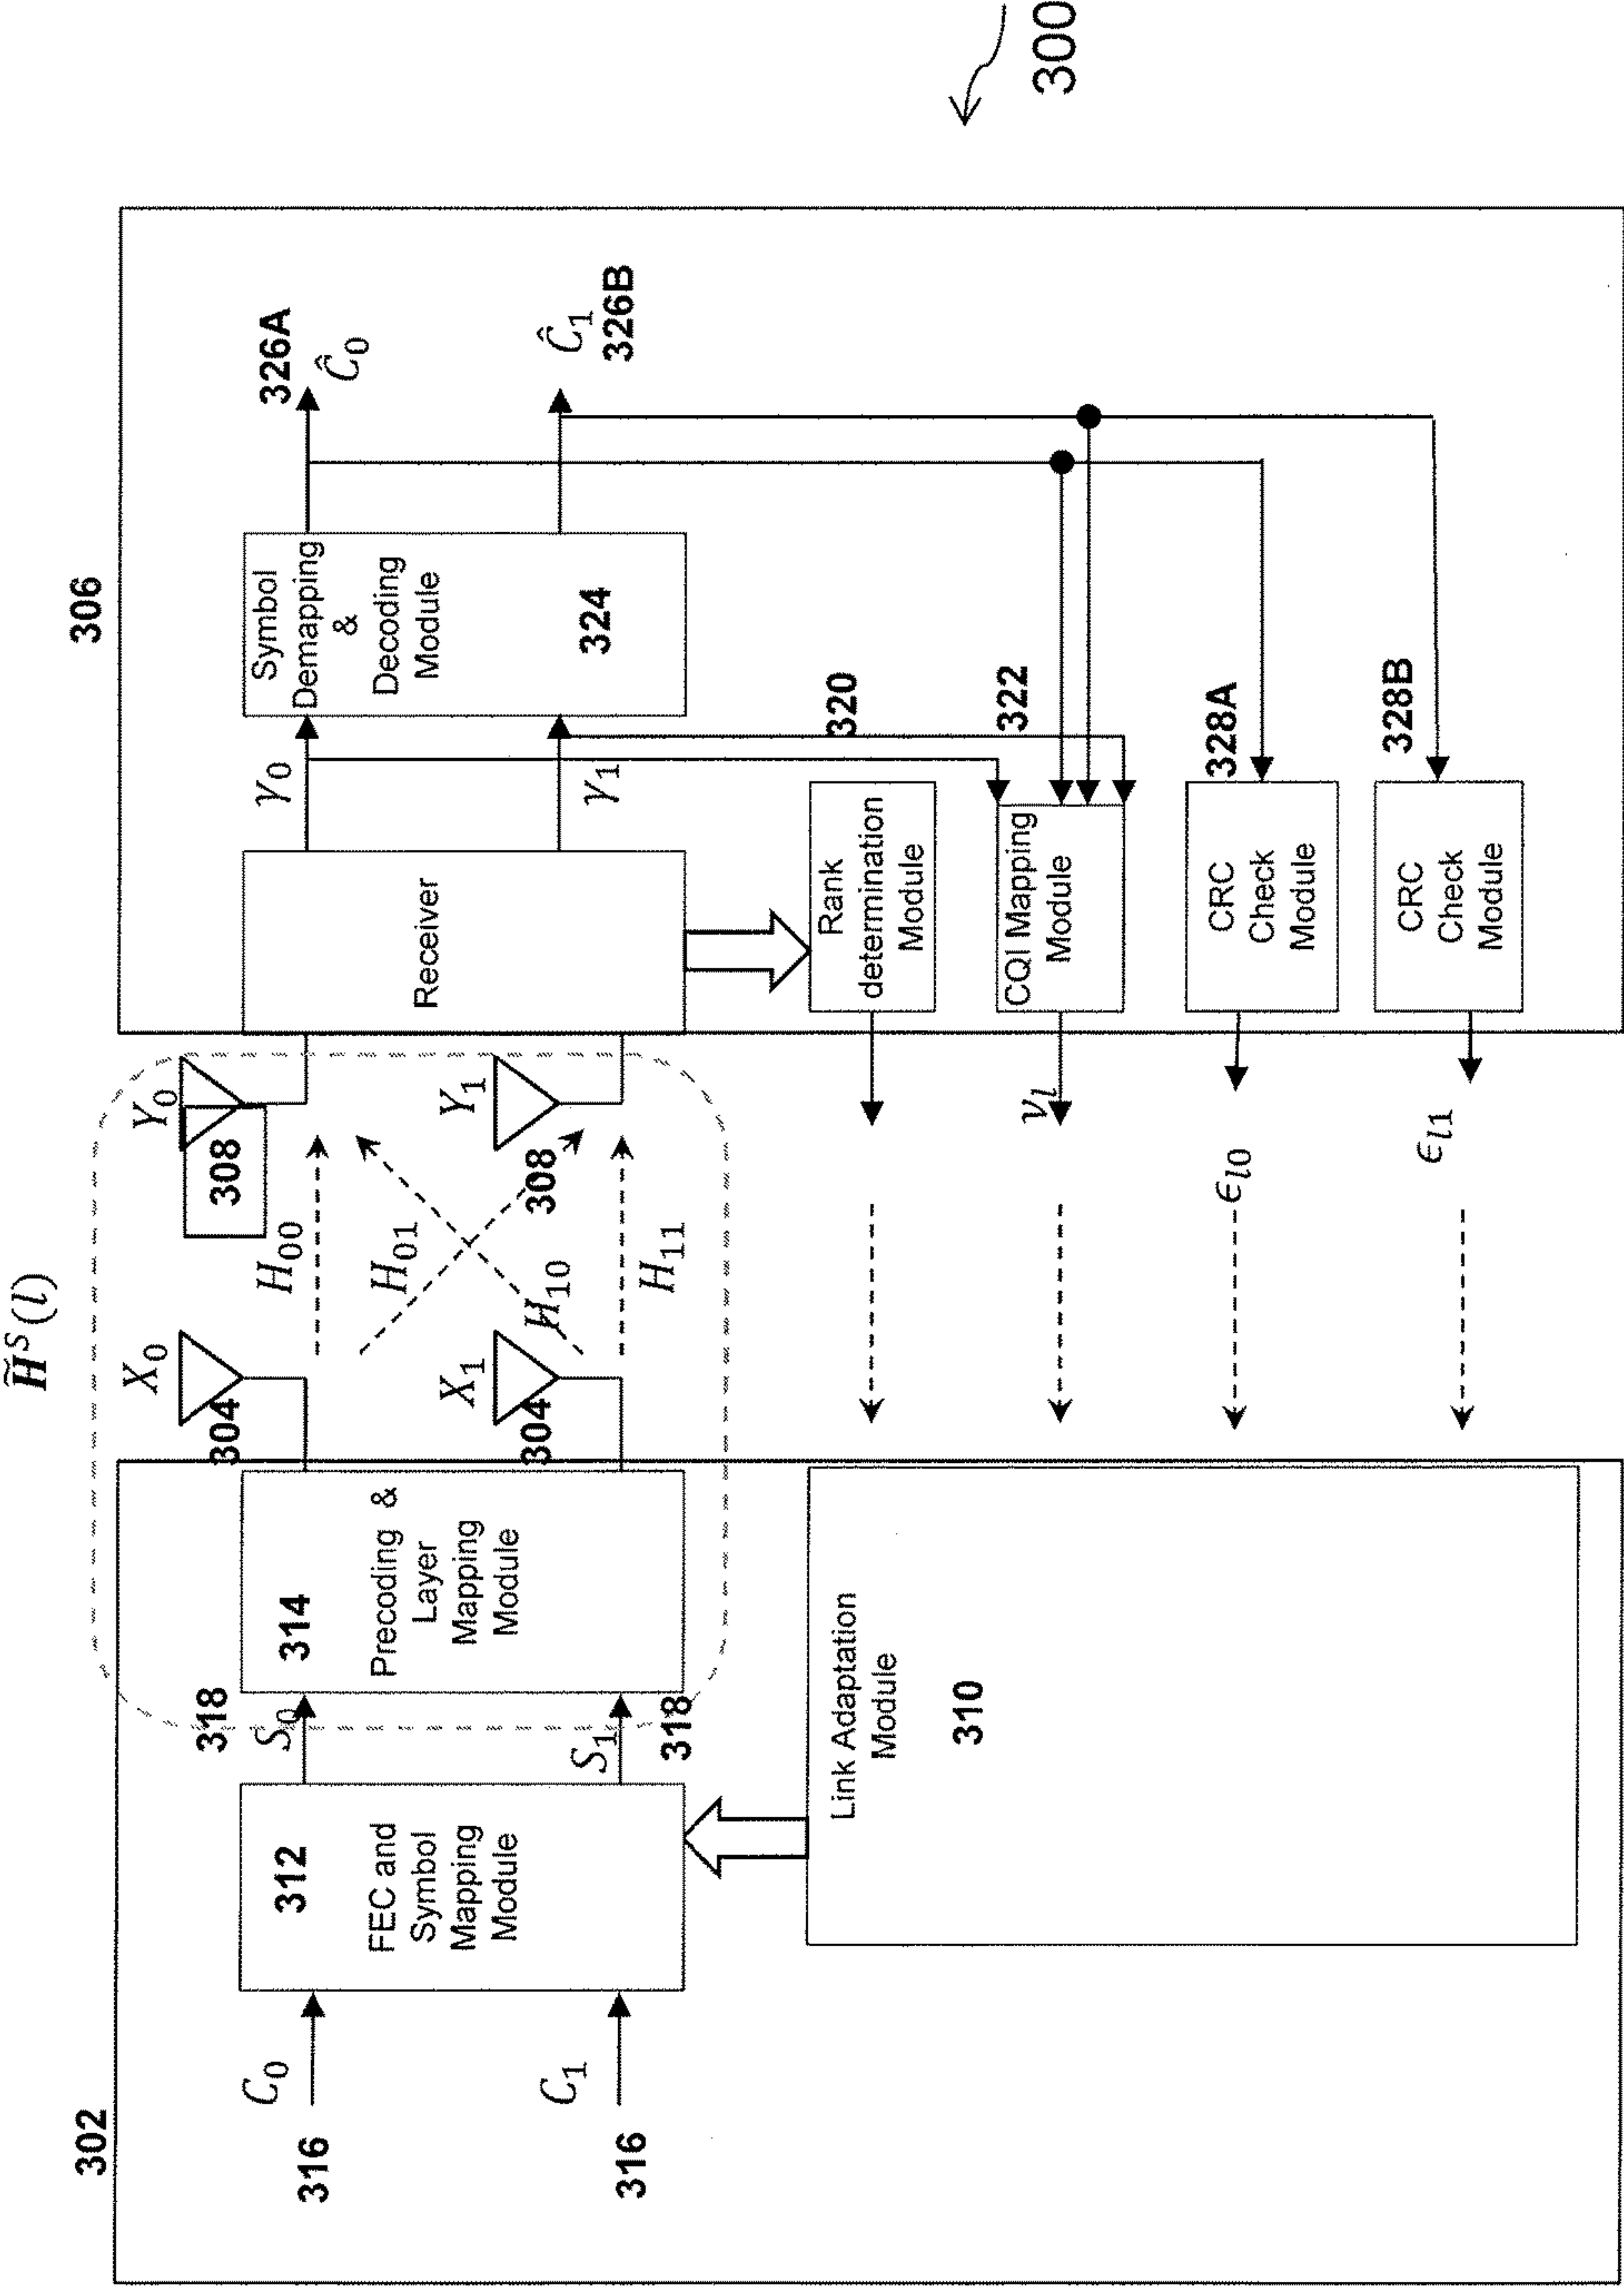 H̃ˢ(l)
302
306
316
C₀
316
C₁
312
FEC and
Symbol
Mapping
Module
318
S₀
S₁
318
314
Precoding &
Layer
Mapping
Module
Link Adaptation
Module
310
304
X₀
304
X₁
H₀₀
H₀₁
H₁₀
H₁₁
308
Y₀
308
Y₁
Receiver
γ₀
γ₁
Symbol
Demapping
&
Decoding
Module
324
326A
Ĉ₀
Ĉ₁
326B
320
Rank
determination
Module
322
CQI Mapping
Module
νₗ
328A
CRC
Check
Module
ϵₗ₀
328B
CRC
Check
Module
ϵₗ₁
300